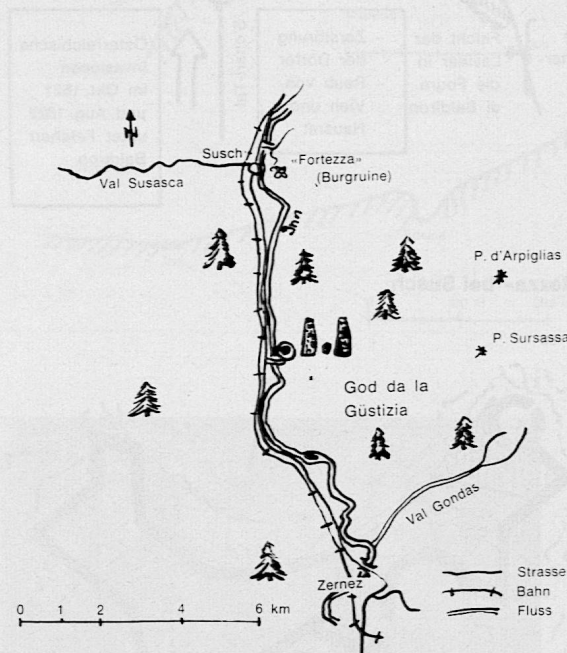 N
Susch
«Fortezza»
(Burgruine)
Val Susasca
Inn
P. d'Arpiglias
P. Sursassa
God da la
Güstizia
Val Gondas
Zernez
Strasse
Bahn
Fluss
0 1 2 4 6 km